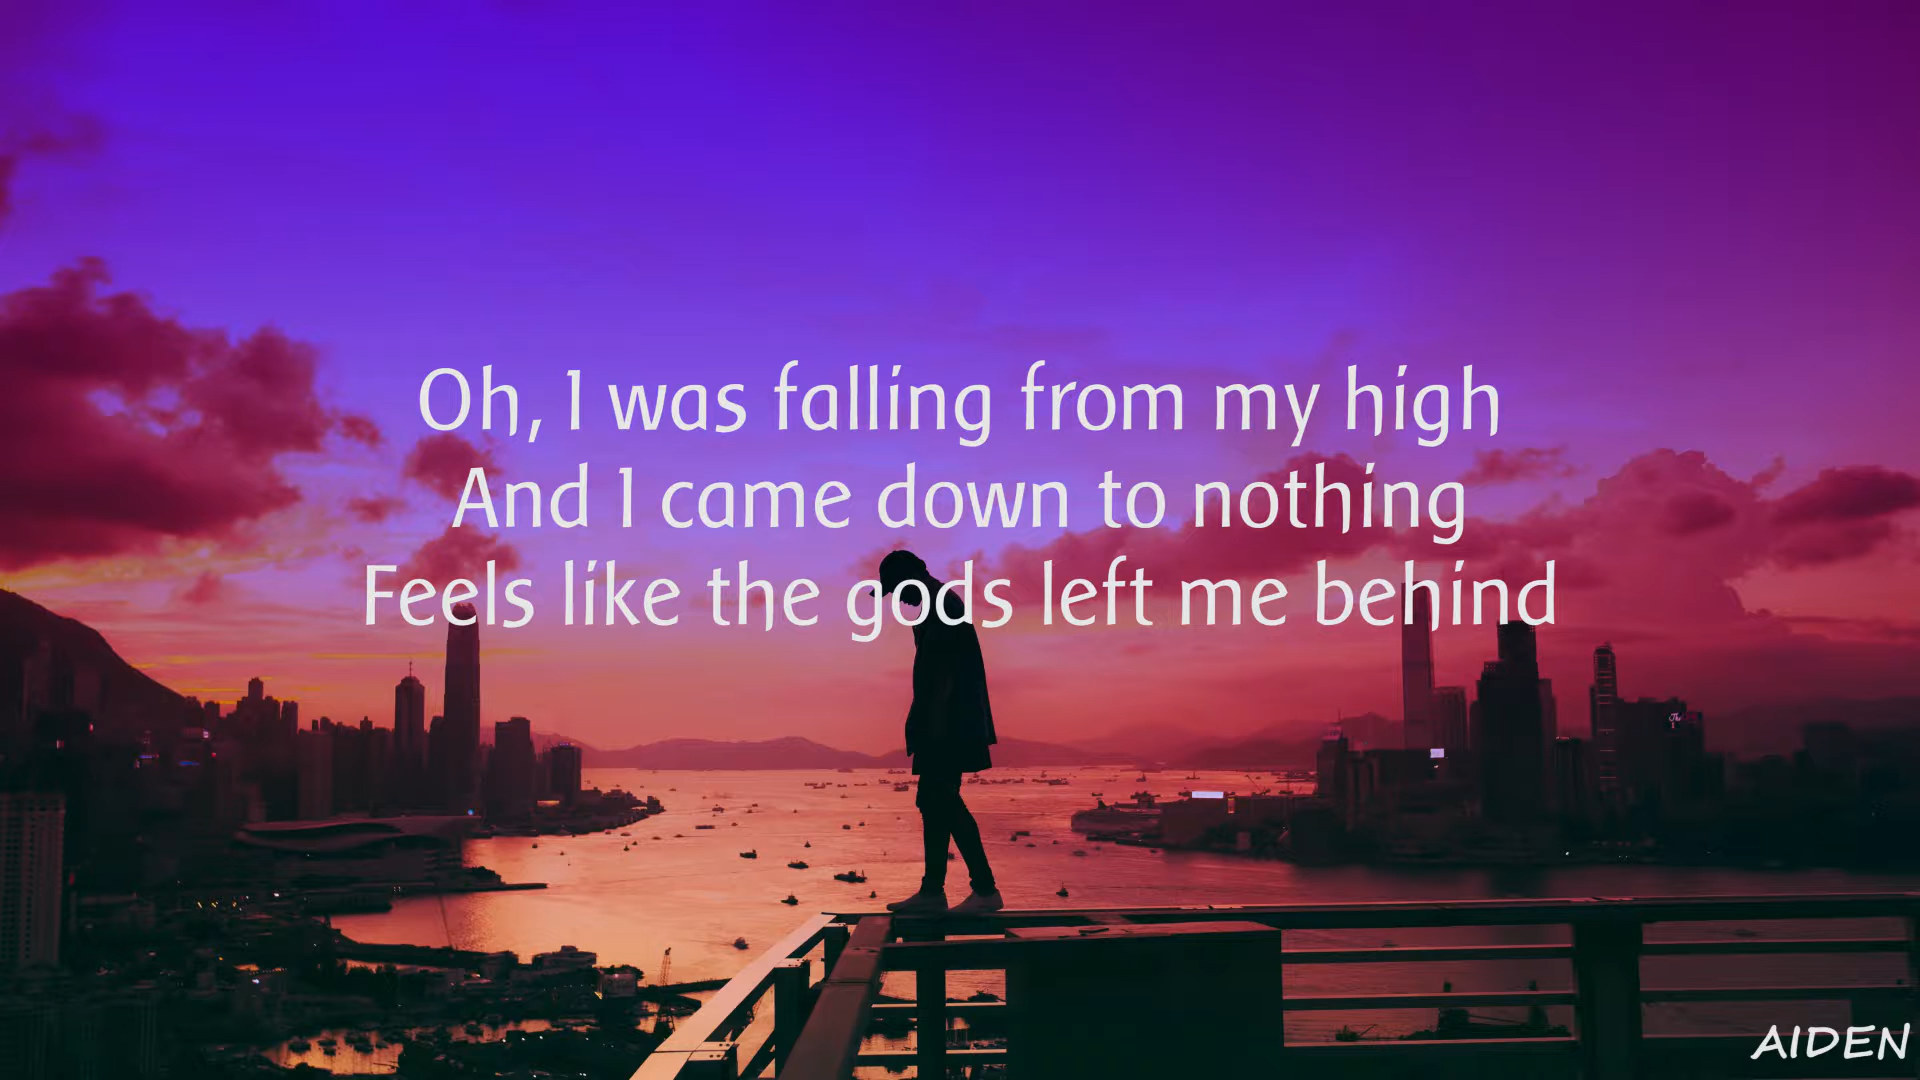 Oh, I was falling from my high
And I came down to nothing
Feels like the gods left me behind
AIDEN